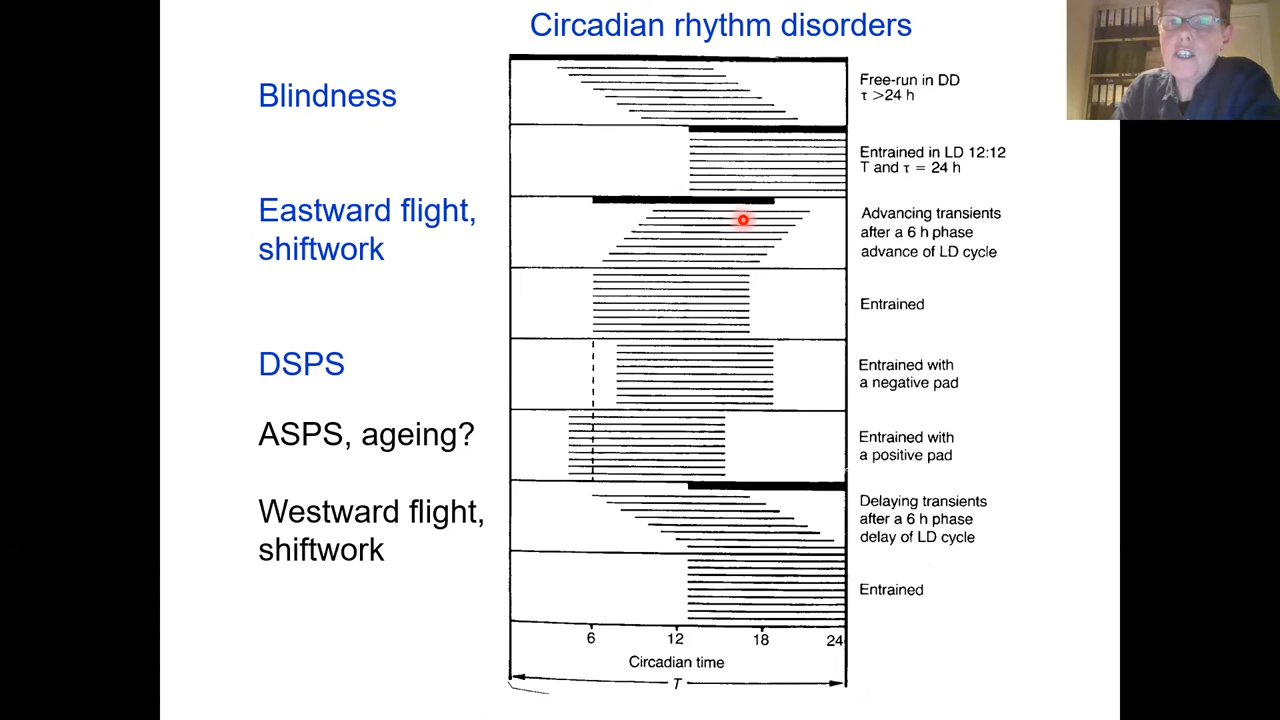 Circadian rhythm disorders
Blindness
Free-run in DD
τ >24 h
Entrained in LD 12:12
T and τ = 24 h
Eastward flight,
shiftwork
Advancing transients
after a 6 h phase
advance of LD cycle
Entrained
DSPS
Entrained with
a negative pad
ASPS, ageing?
Entrained with
a positive pad
Westward flight,
shiftwork
Delaying transients
after a 6 h phase
delay of LD cycle
Entrained
6 12 18 24
Circadian time
T